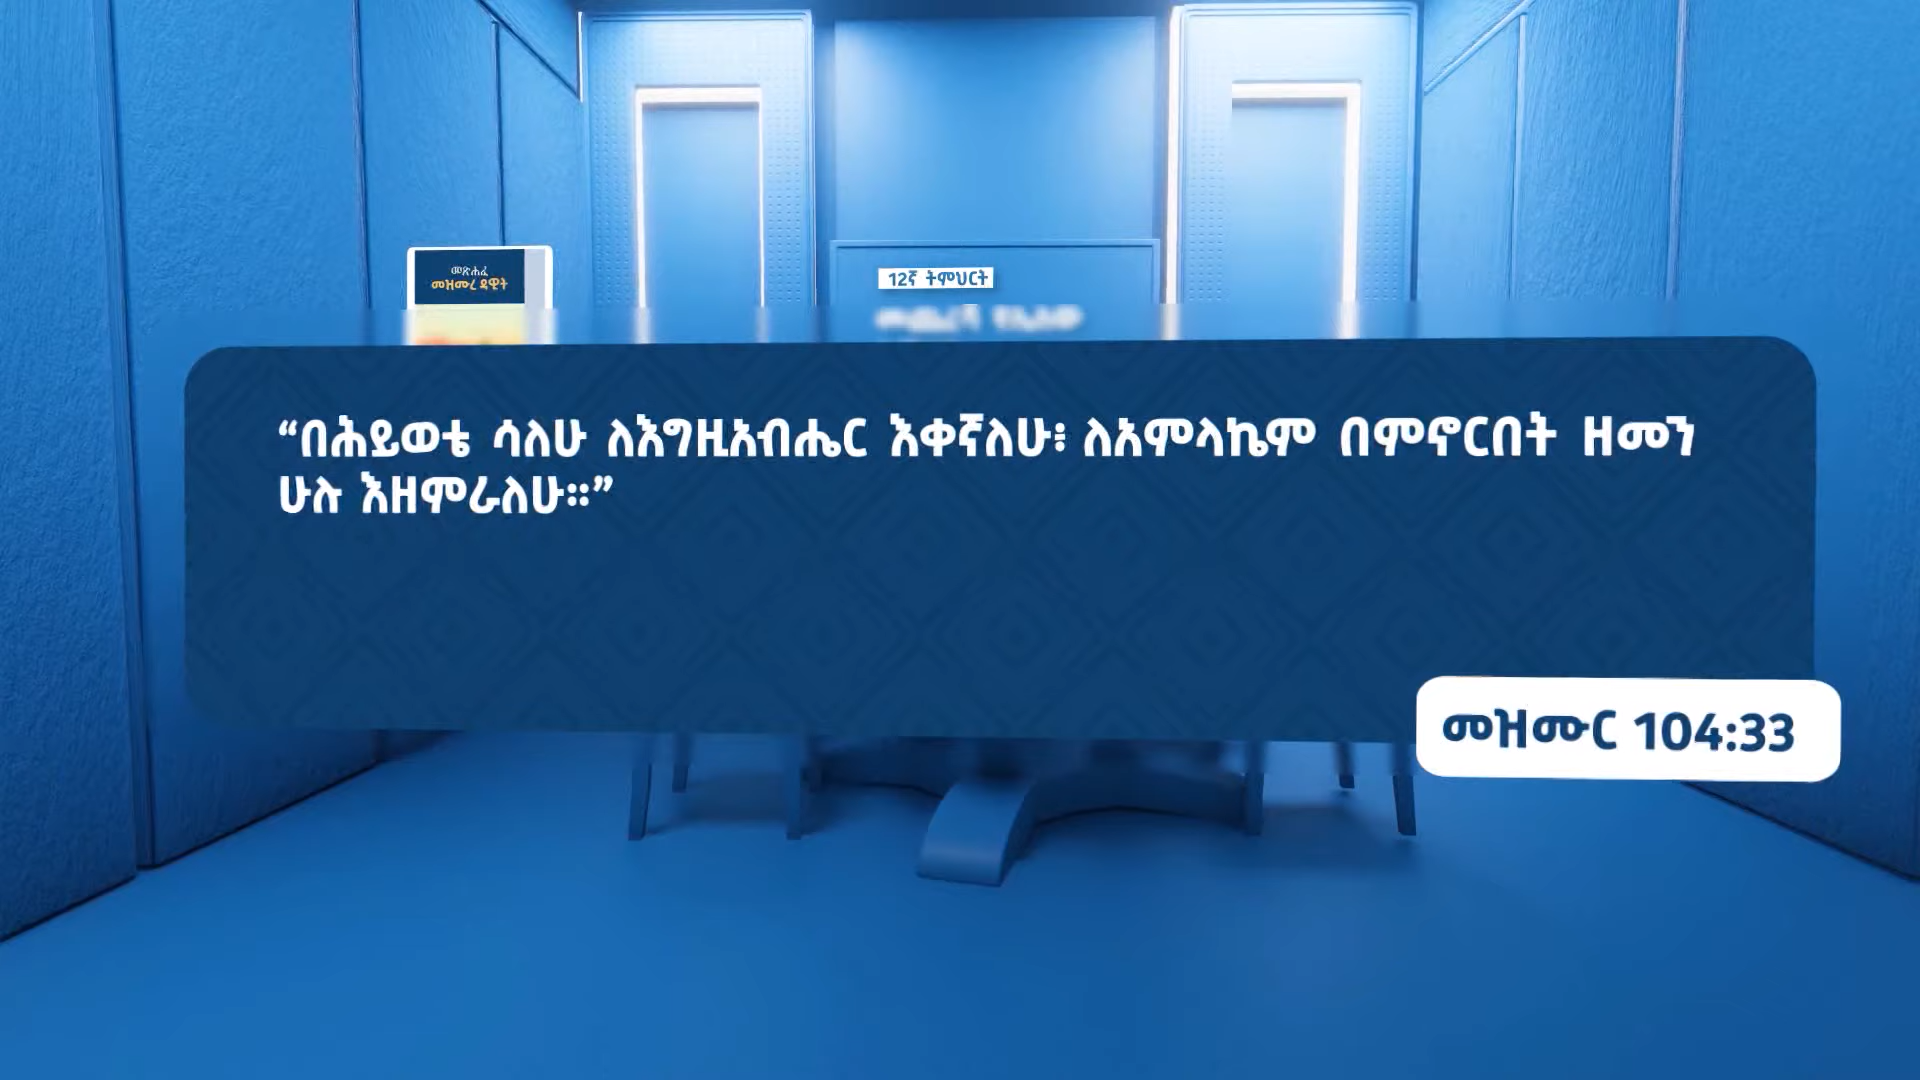 መጽሐፈ
መዝሙረ ዳዊት
12ኛ ትምህርት
“በሕይወቴ ሳለሁ ለእግዚአብሔር እቀኛለሁ፥ ለአምላኬም በምኖርበት ዘመን
ሁሉ እዘምራለሁ።”
መዝሙር 104:33